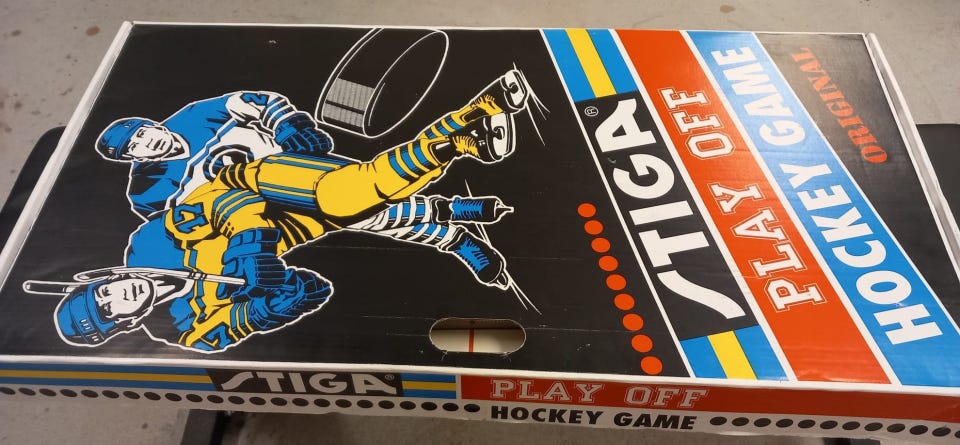 STIGA®
PLAY OFF
HOCKEY GAME
ORIGINAL
STIGA®
PLAY OFF
HOCKEY GAME